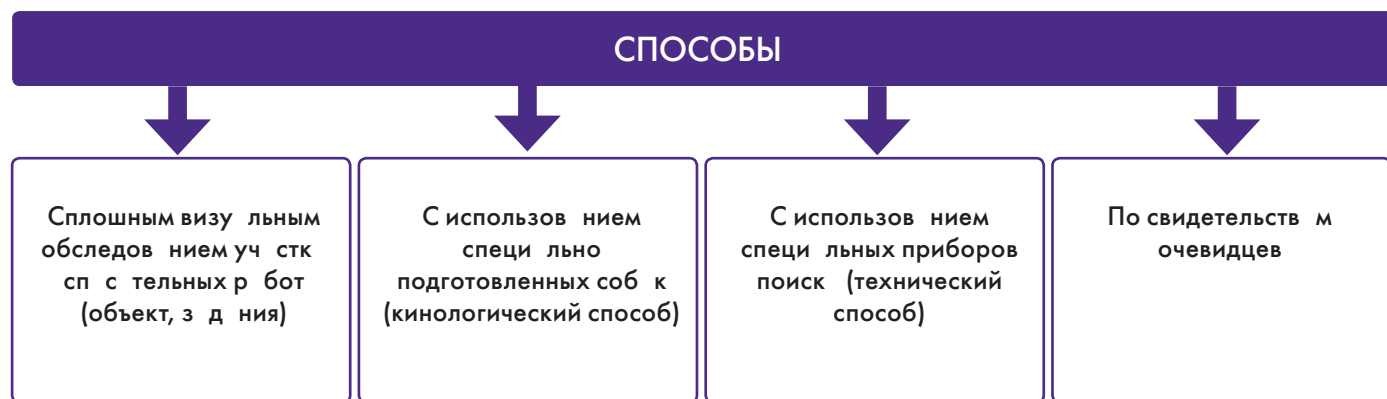 СПОСОБЫ
Сплошным визу льным
обследов нием уч стк
сп с тельных р бот
(объект, з д ния)
С использов нием
специ льно
подготовленных соб к
(кинологический способ)
С использов нием
специ льных приборов
поиск (технический
способ)
По свидетельств м
очевидцев